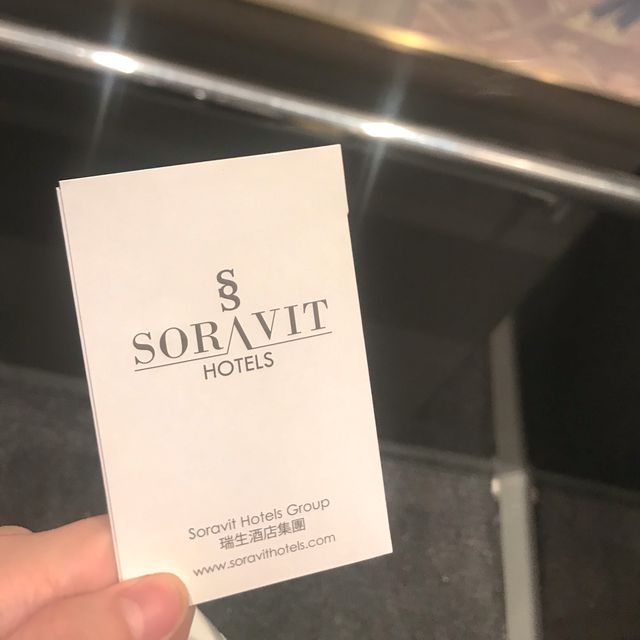 S
S
SORAVIT
HOTELS
Soravit Hotels Group
瑞生酒店集團
www.soravithotels.com